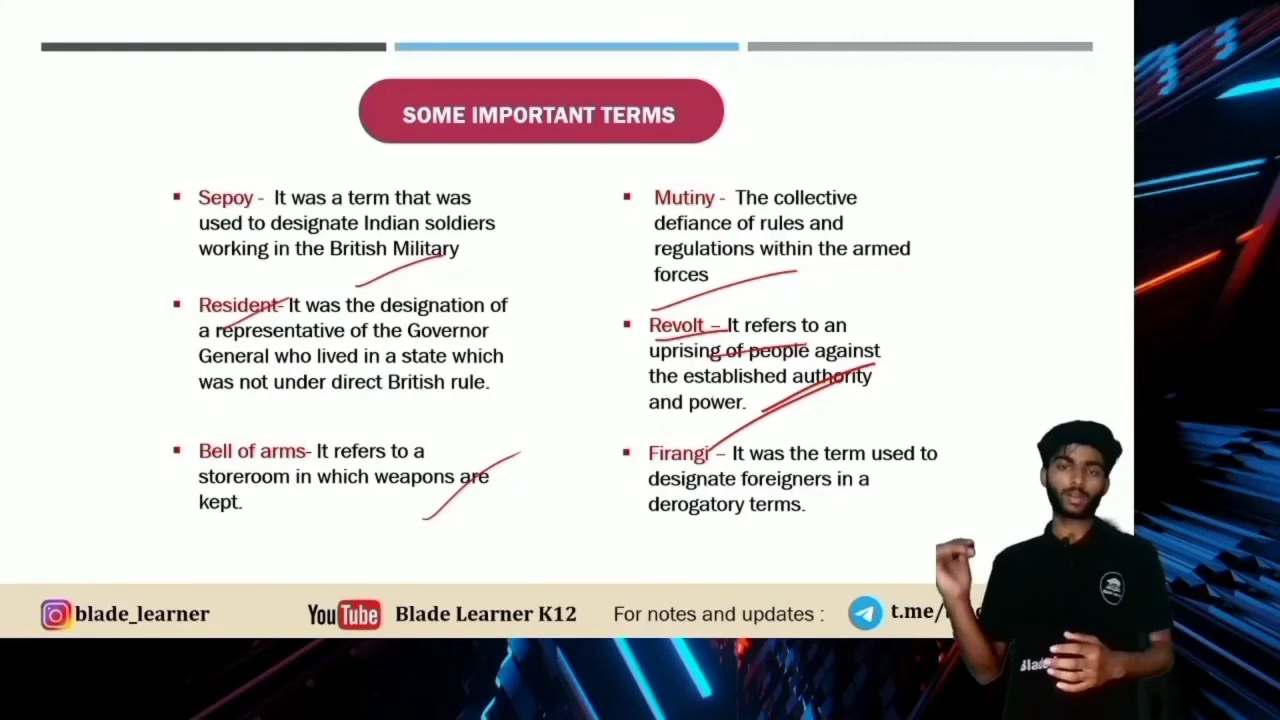 SOME IMPORTANT TERMS
Sepoy - It was a term that was
used to designate Indian soldiers
working in the British Military
Resident- It was the designation of
a representative of the Governor
General who lived in a state which
was not under direct British rule.
Bell of arms- It refers to a
storeroom in which weapons are
kept.
Mutiny - The collective
defiance of rules and
regulations within the armed
forces
Revolt – It refers to an
uprising of people against
the established authority
and power.
Firangi – It was the term used to
designate foreigners in a
derogatory terms.
blade_learner
YouTube Blade Learner K12
For notes and updates :
t.me/
Blade